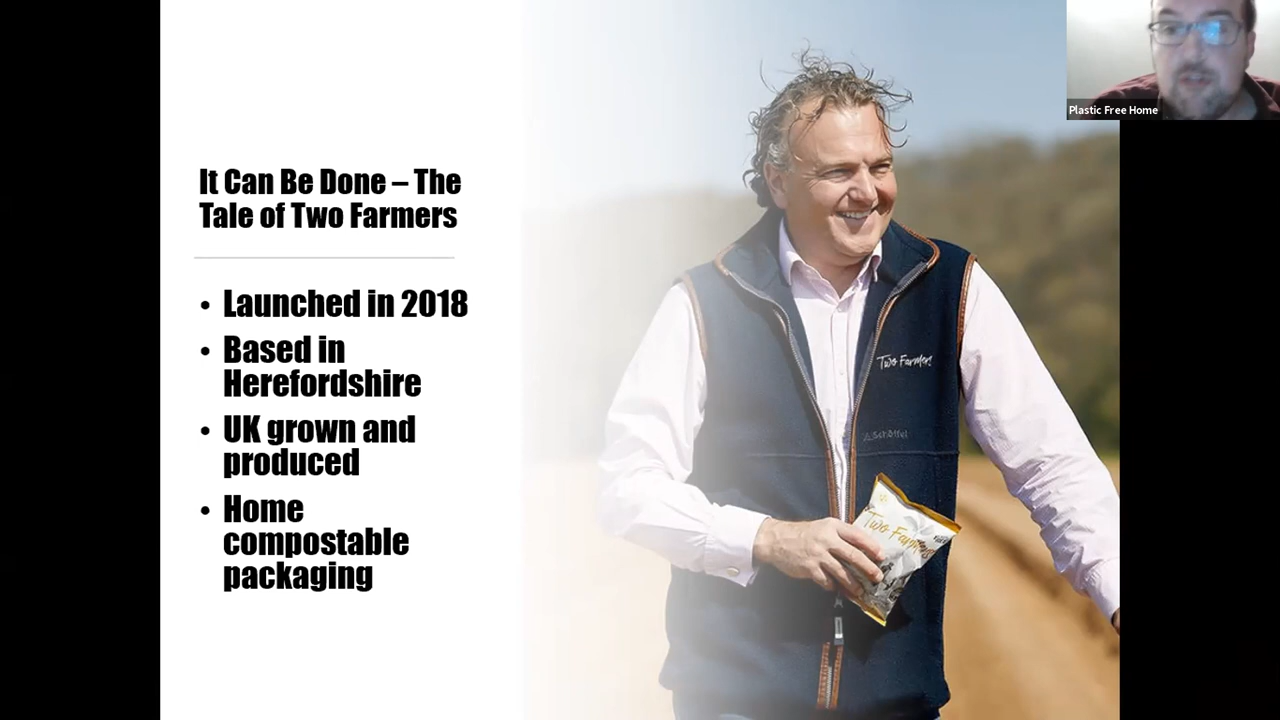 Plastic Free Home
It Can Be Done – The
Tale of Two Farmers
• Launched in 2018
• Based in
Herefordshire
• UK grown and
produced
• Home
compostable
packaging
Two Farmers
Schöffel
Two Farmers